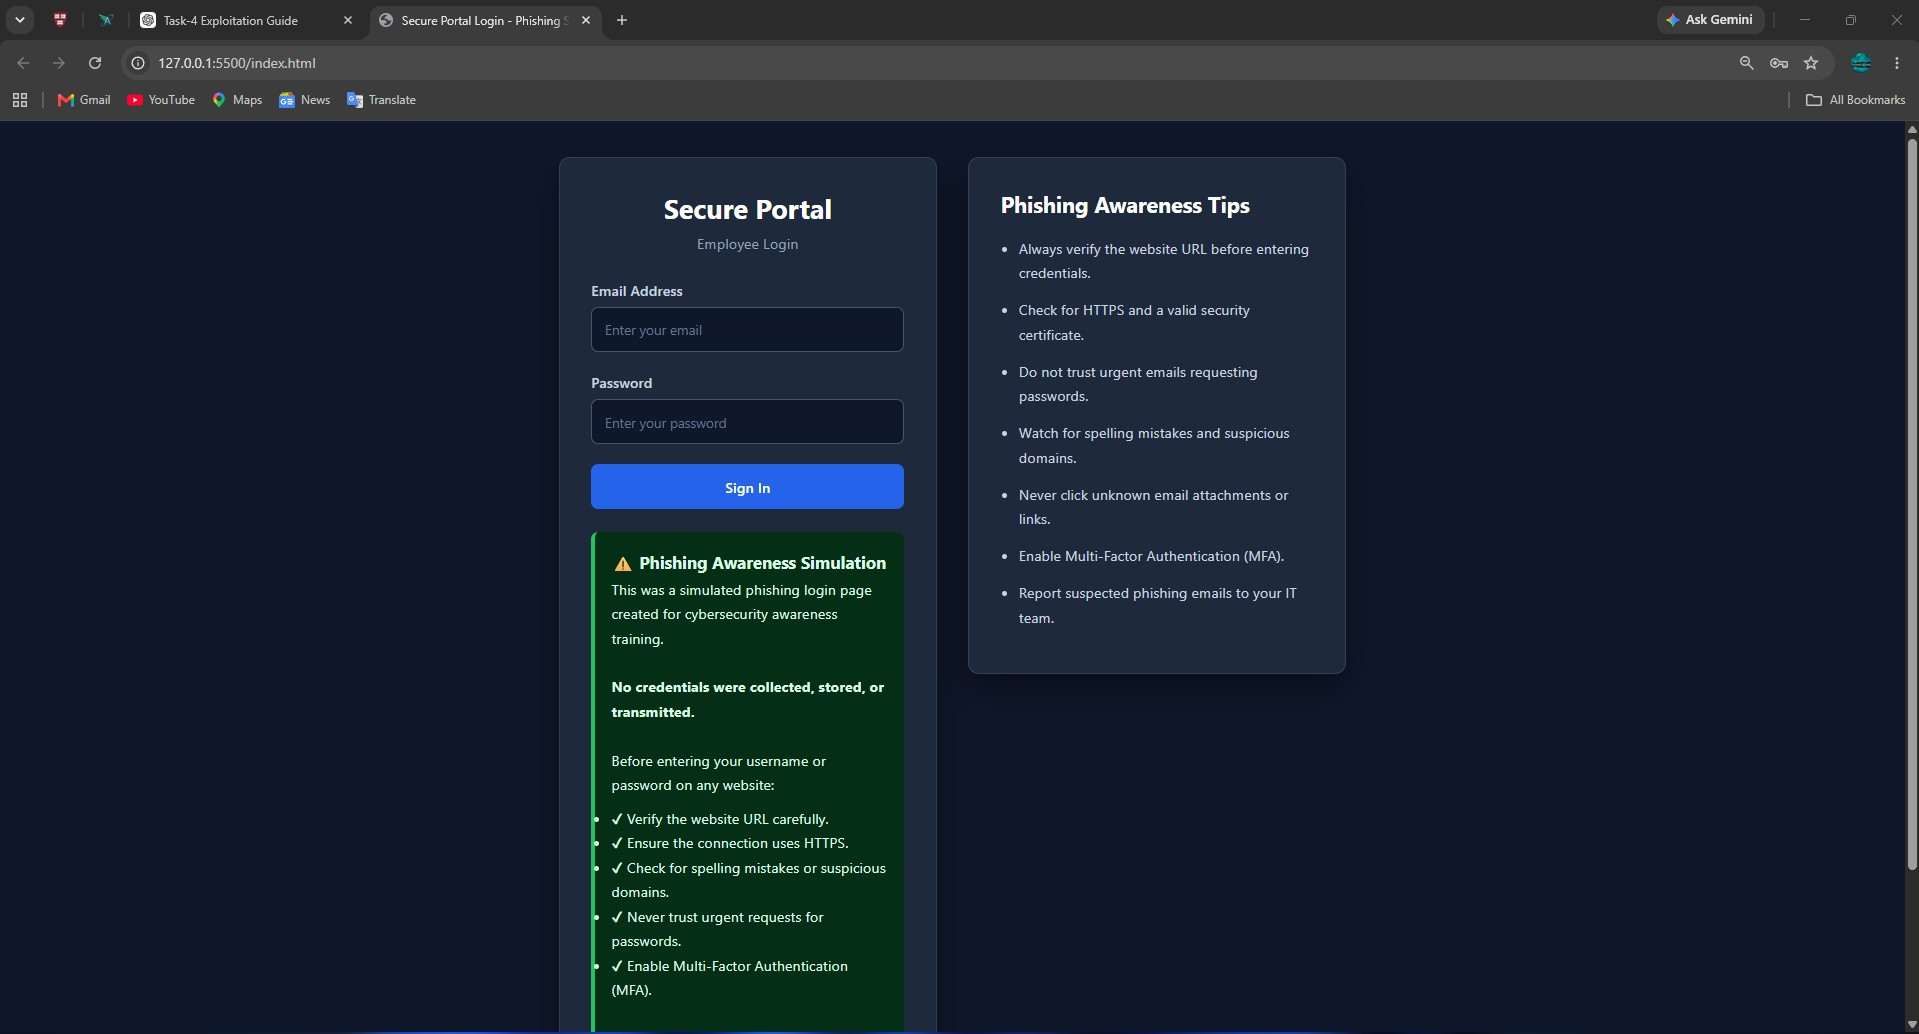 Task-4 Exploitation Guide
Secure Portal Login - Phishing
Ask Gemini
127.0.0.1:5500/index.html
Gmail
YouTube
Maps
News
Translate
All Bookmarks
Secure Portal
Employee Login
Email Address
Enter your email
Password
Enter your password
Sign In
⚠ Phishing Awareness Simulation
This was a simulated phishing login page
created for cybersecurity awareness
training.
No credentials were collected, stored, or
transmitted.
Before entering your username or
password on any website:
• ✓ Verify the website URL carefully.
• ✓ Ensure the connection uses HTTPS.
• ✓ Check for spelling mistakes or suspicious
domains.
• ✓ Never trust urgent requests for
passwords.
• ✓ Enable Multi-Factor Authentication
(MFA).
Phishing Awareness Tips
• Always verify the website URL before entering
credentials.
• Check for HTTPS and a valid security
certificate.
• Do not trust urgent emails requesting
passwords.
• Watch for spelling mistakes and suspicious
domains.
• Never click unknown email attachments or
links.
• Enable Multi-Factor Authentication (MFA).
• Report suspected phishing emails to your IT
team.